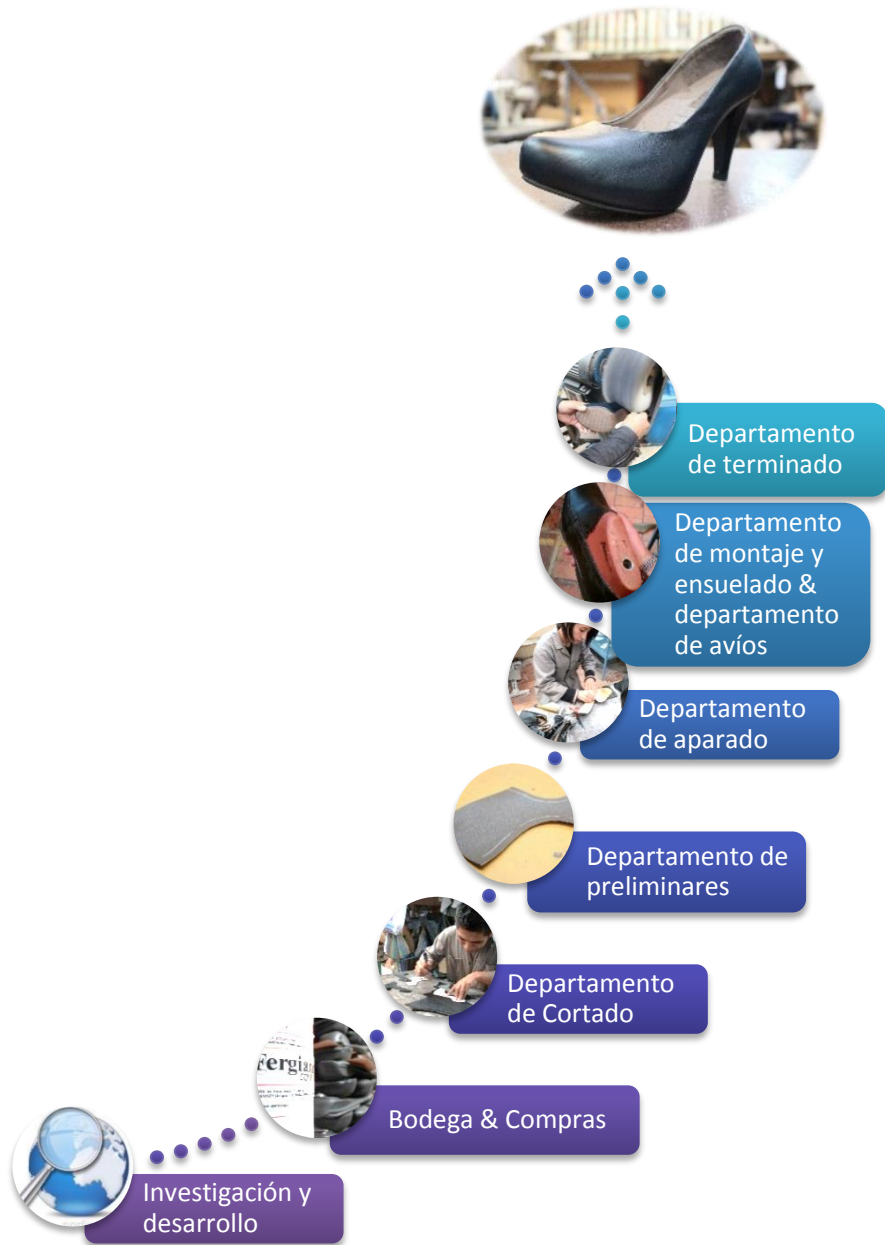 Departamento
de terminado
Departamento
de montaje y
ensuelado &
departamento
de avíos
Departamento
de aparado
Departamento de
preliminares
Departamento
de Cortado
Fergia
Bodega & Compras
Investigación y
desarrollo